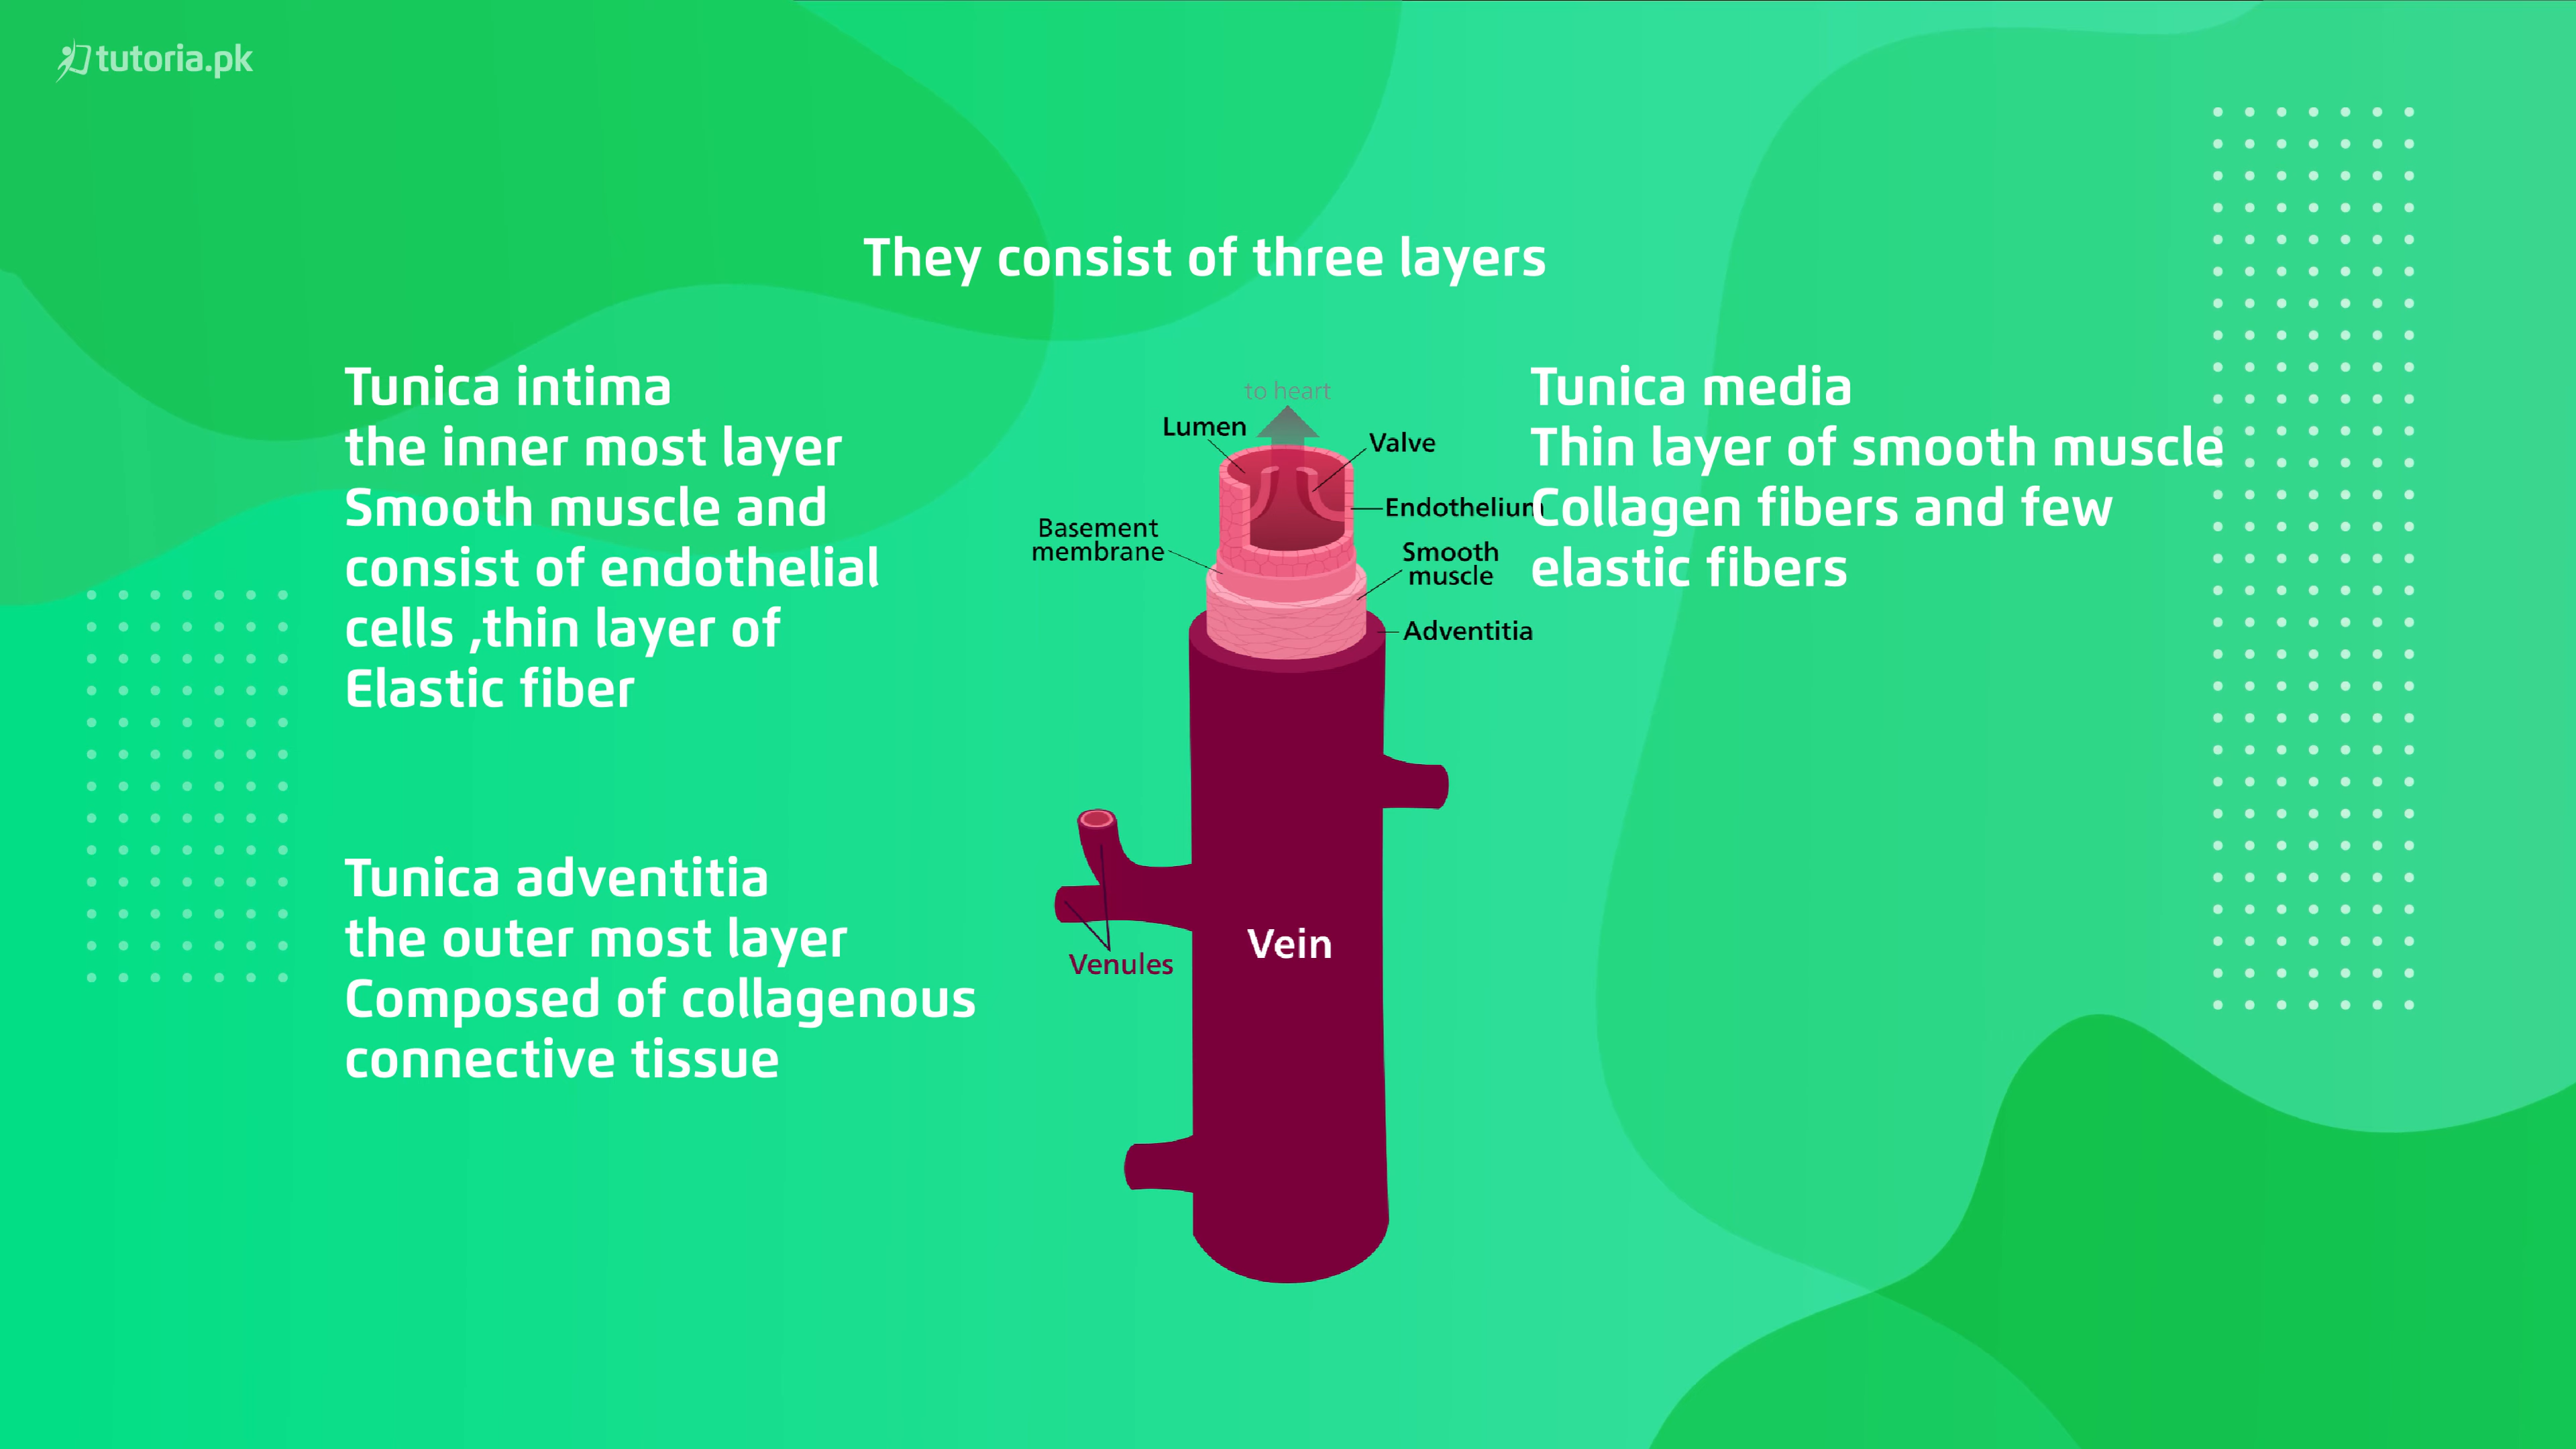 tutoria.pk
They consist of three layers
Tunica intima
the inner most layer
Smooth muscle and
consist of endothelial
cells ,thin layer of
Elastic fiber
Tunica adventitia
the outer most layer
Composed of collagenous
connective tissue
to heart
Lumen
Valve
Endothelium
Basement
membrane
Smooth
muscle
Adventitia
Venules
Vein
Tunica media
Thin layer of smooth muscle
Collagen fibers and few
elastic fibers